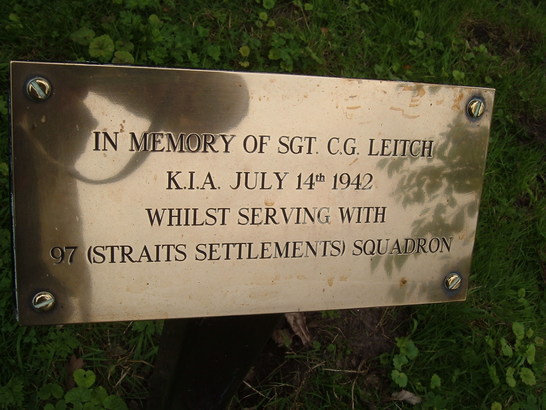 IN MEMORY OF SGT. C.G. LEITCH
K.I.A. JULY 14th 1942
WHILST SERVING WITH
97 (STRAITS SETTLEMENTS) SQUADRON